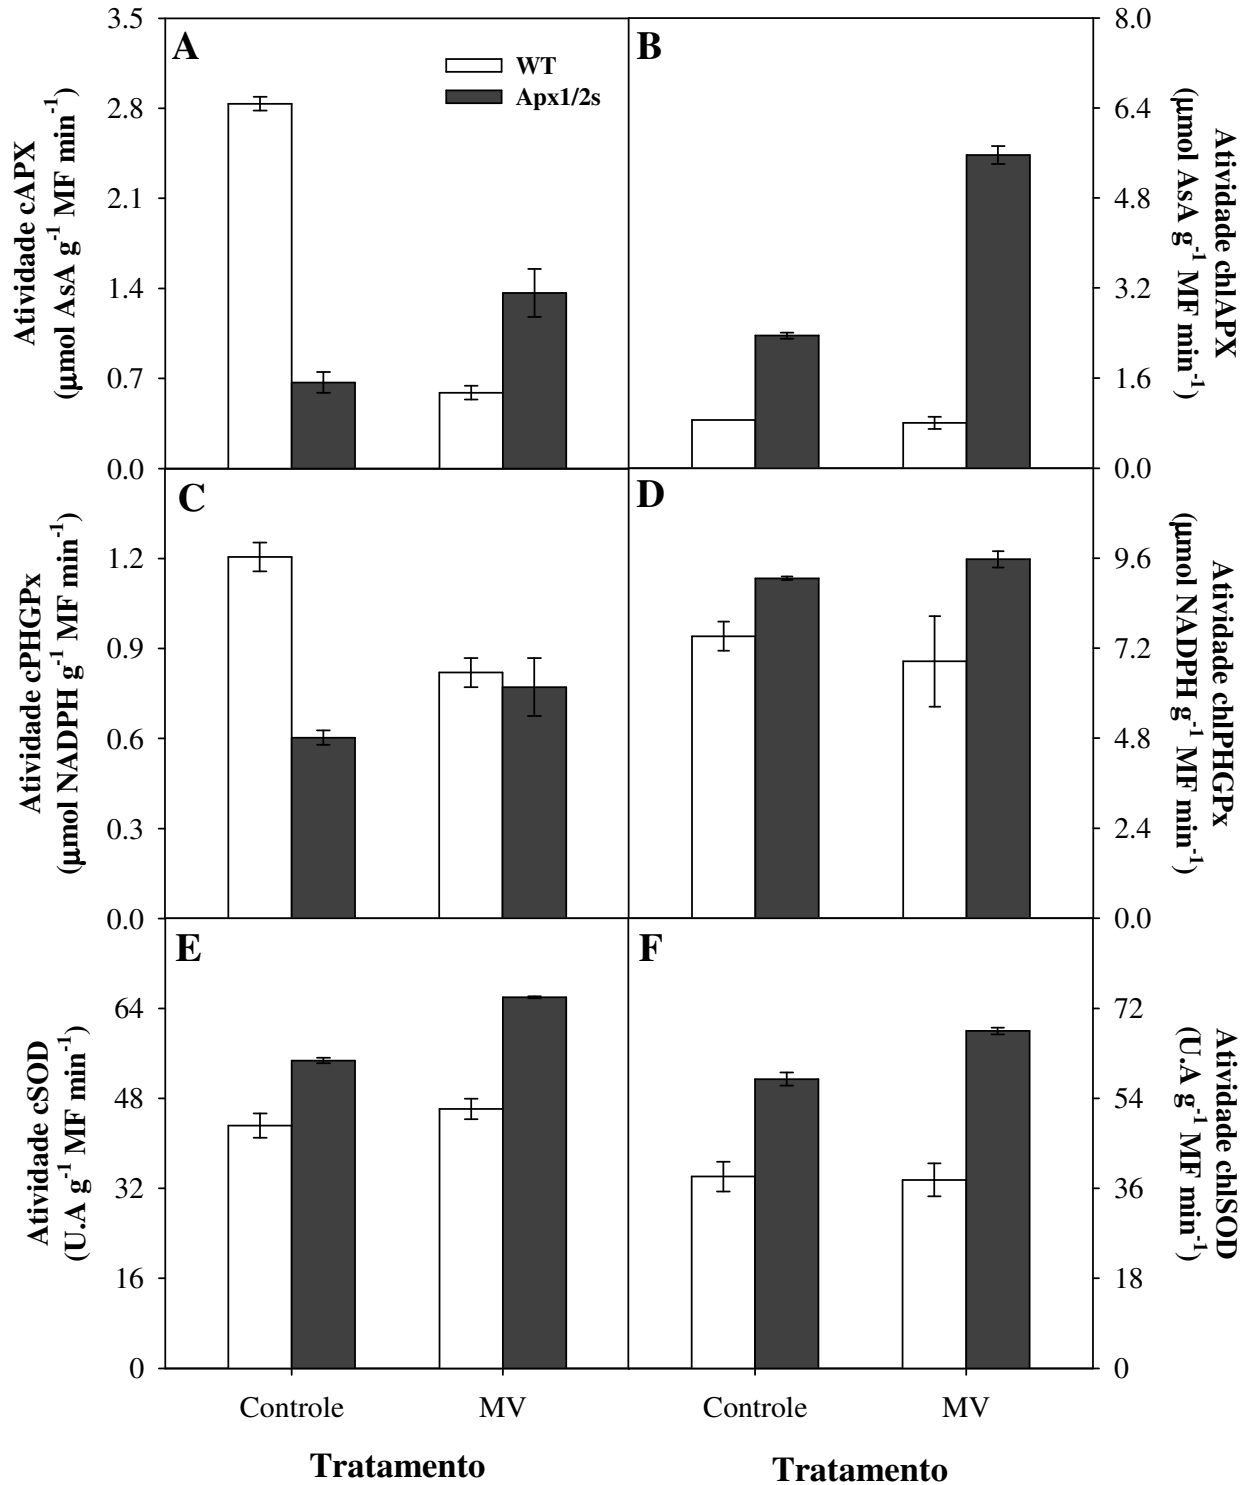 A
WT
Apx1/2s
B
3.5
2.8
2.1
1.4
0.7
0.0
Atividade cAPX
(µmol AsA g⁻¹ MF min⁻¹)
8.0
6.4
4.8
3.2
1.6
0.0
Atividade chlAPX
(µmol AsA g⁻¹ MF min⁻¹)
C
D
1.2
0.9
0.6
0.3
0.0
Atividade cPHGPx
(µmol NADPH g⁻¹ MF min⁻¹)
9.6
7.2
4.8
2.4
0.0
Atividade chlPHGPx
(µmol NADPH g⁻¹ MF min⁻¹)
E
F
64
48
32
16
0
Atividade cSOD
(U.A g⁻¹ MF min⁻¹)
72
54
36
18
0
Atividade chlSOD
(U.A g⁻¹ MF min⁻¹)
Controle MV Controle MV
Tratamento Tratamento